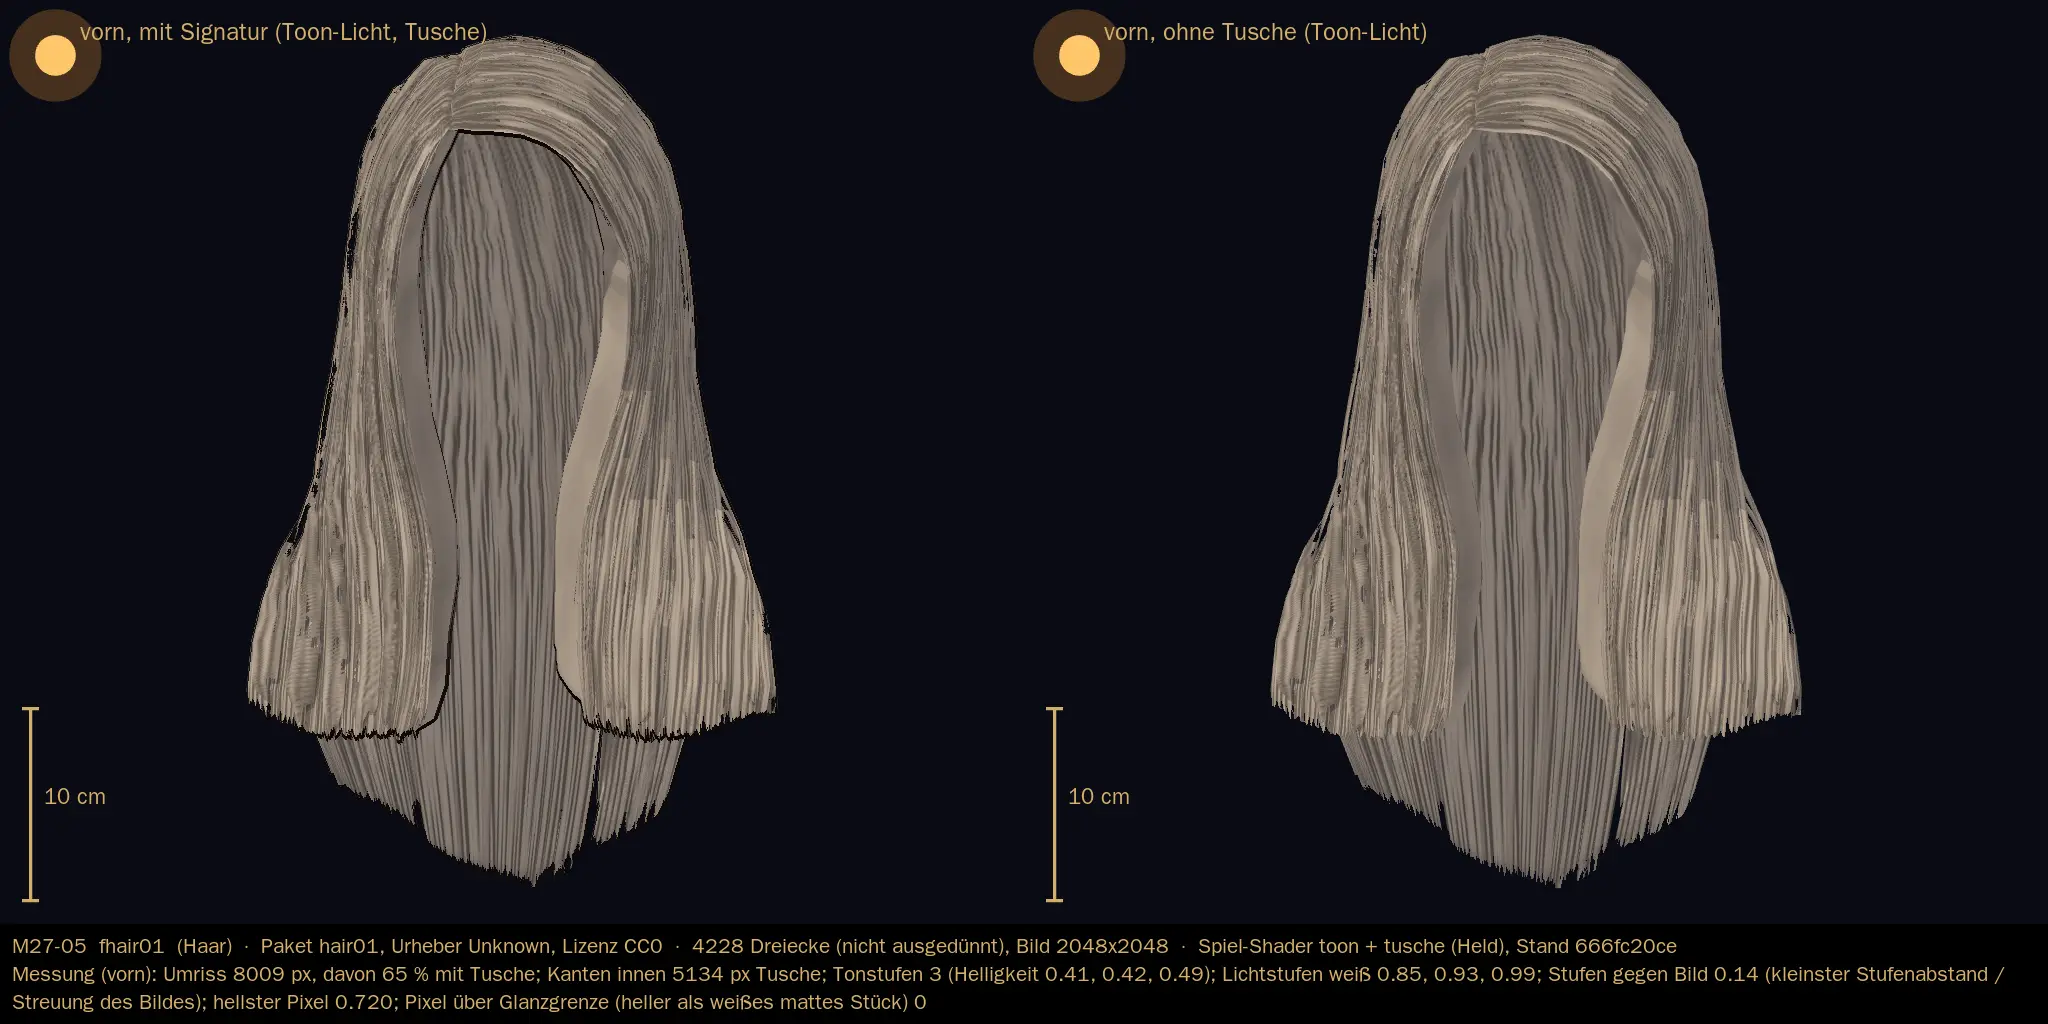 vorn, mit Signatur (Toon-Licht, Tusche)
vorn, ohne Tusche (Toon-Licht)
10 cm
10 cm
M27-05  fhair01  (Haar)  ·  Paket hair01, Urheber Unknown, Lizenz CC0  ·  4228 Dreiecke (nicht ausgedünnt), Bild 2048x2048  ·  Spiel-Shader toon + tusche (Held), Stand 666fc20ce
Messung (vorn): Umriss 8009 px, davon 65 % mit Tusche; Kanten innen 5134 px Tusche; Tonstufen 3 (Helligkeit 0.41, 0.42, 0.49); Lichtstufen weiß 0.85, 0.93, 0.99; Stufen gegen Bild 0.14 (kleinster Stufenabstand /
Streuung des Bildes); hellster Pixel 0.720; Pixel über Glanzgrenze (heller als weißes mattes Stück) 0